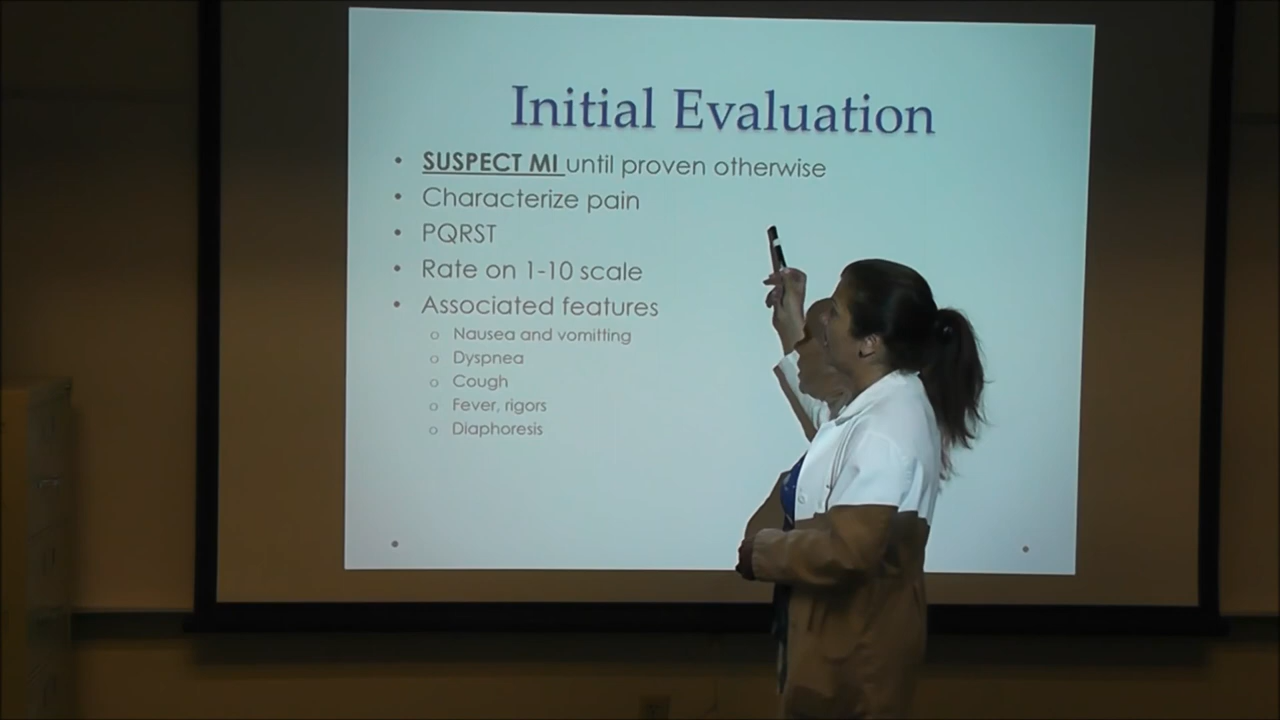 Initial Evaluation
• SUSPECT MI until proven otherwise
• Characterize pain
• PQRST
• Rate on 1-10 scale
• Associated features
o Nausea and vomitting
o Dyspnea
o Cough
o Fever, rigors
o Diaphoresis